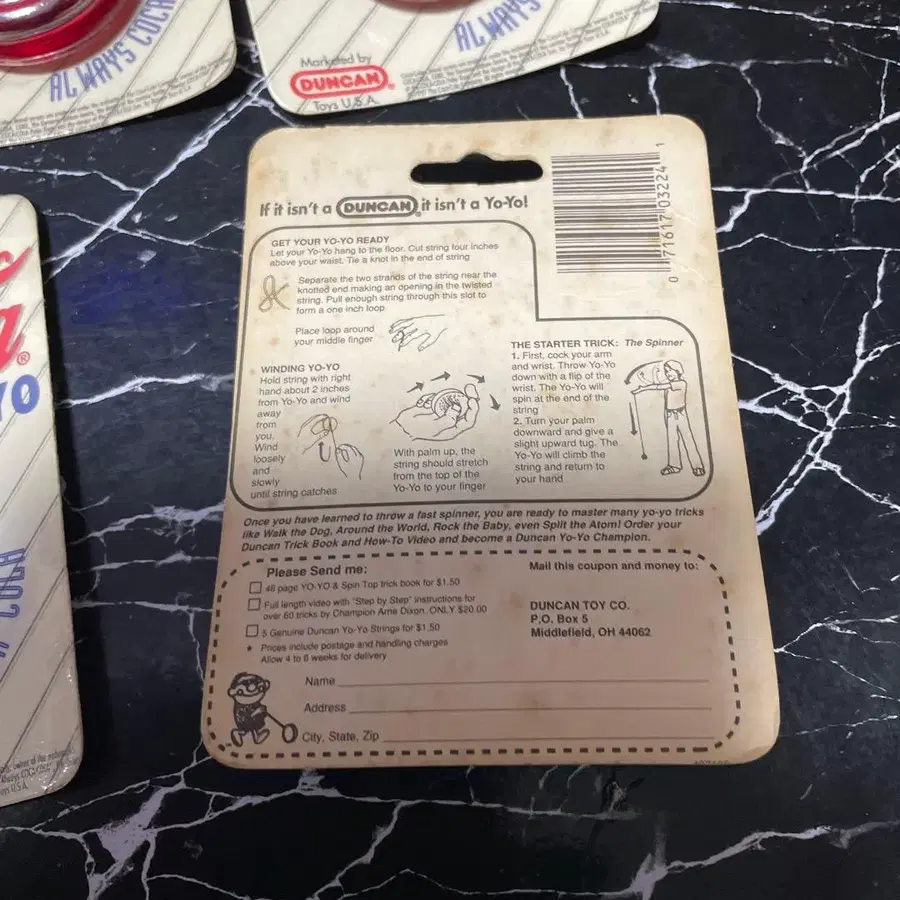 ALWAYS COCA
ALWAYS
Marketed by
DUNCAN®
Toys U.S.A.
®
YO
COLA
If it isn't a DUNCAN® it isn't a Yo-Yo!
0 71617 03224 1
GET YOUR YO-YO READY
Let your Yo-Yo hang to the floor. Cut string four inches
above your waist. Tie a knot in the end of string
Separate the two strands of the string near the
knotted end making an opening in the twisted
string. Pull enough string through this slot to
form a one inch loop
Place loop around
your middle finger
WINDING YO-YO
Hold string with right
hand about 2 inches
from Yo-Yo and wind
away
from
you.
Wind
loosely
and
slowly
until string catches
With palm up, the
string should stretch
from the top of the
Yo-Yo to your finger
THE STARTER TRICK: The Spinner
1. First, cock your arm
and wrist. Throw Yo-Yo
down with a flip of the
wrist. The Yo-Yo will
spin at the end of the
string
2. Turn your palm
downward and give a
slight upward tug. The
Yo-Yo will climb the
string and return to
your hand
Once you have learned to throw a fast spinner, you are ready to master many yo-yo tricks
like Walk the Dog, Around the World, Rock the Baby, even Split the Atom! Order your
Duncan Trick Book and How-To Video and become a Duncan Yo-Yo Champion.
Please Send me:
48 page YO-YO & Spin Top trick book for $1.50
Full length video with "Step by Step" instructions for
over 60 tricks by Champion Arne Dixon. ONLY $20.00
5 Genuine Duncan Yo-Yo Strings for $1.50
* Prices include postage and handling charges
Allow 4 to 6 weeks for delivery
Mail this coupon and money to:
DUNCAN TOY CO.
P.O. Box 5
Middlefield, OH 44062
Name
Address
City, State, Zip